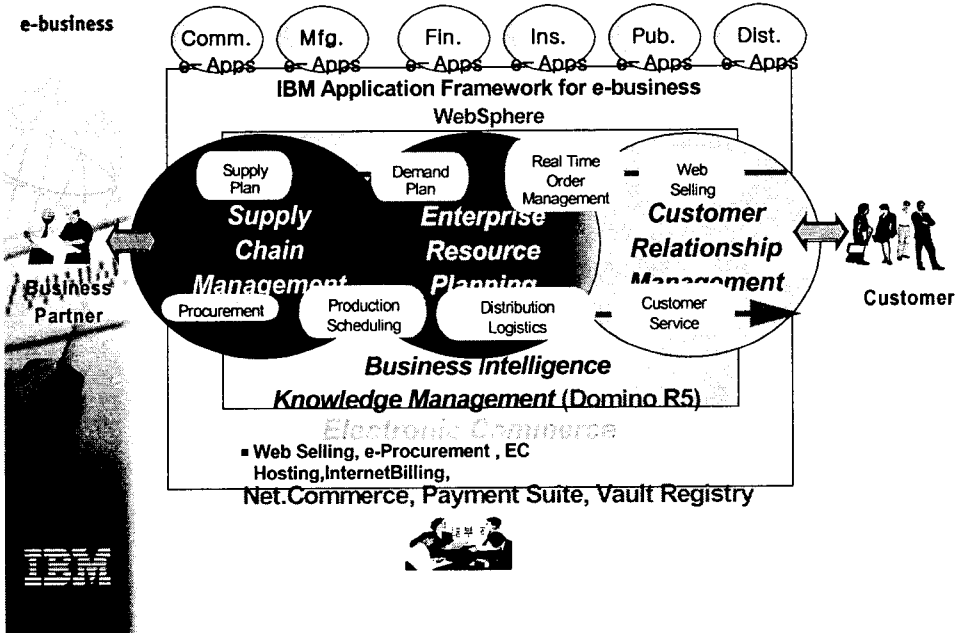 e-business
Comm. Mfg. Fin. Ins. Pub. Dist.
e- Apps e- Apps e- Apps e- Apps e- Apps e- Apps
IBM Application Framework for e-business
WebSphere
Supply
Plan
Demand
Plan
Real Time
Order
Management
Web
Selling
Supply
Chain
Management
Enterprise
Resource
Planning
Customer
Relationship
Management
Business
Partner
Customer
Procurement
Production
Scheduling
Distribution
Logistics
Customer
Service
Business Intelligence
Knowledge Management (Domino R5)
Electronic Commerce
▪ Web Selling, e-Procurement , EC
Hosting,InternetBilling,
Net.Commerce, Payment Suite, Vault Registry
IBM